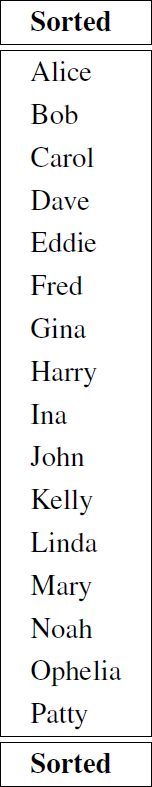 Sorted
Alice
Bob
Carol
Dave
Eddie
Fred
Gina
Harry
Ina
John
Kelly
Linda
Mary
Noah
Ophelia
Patty
Sorted